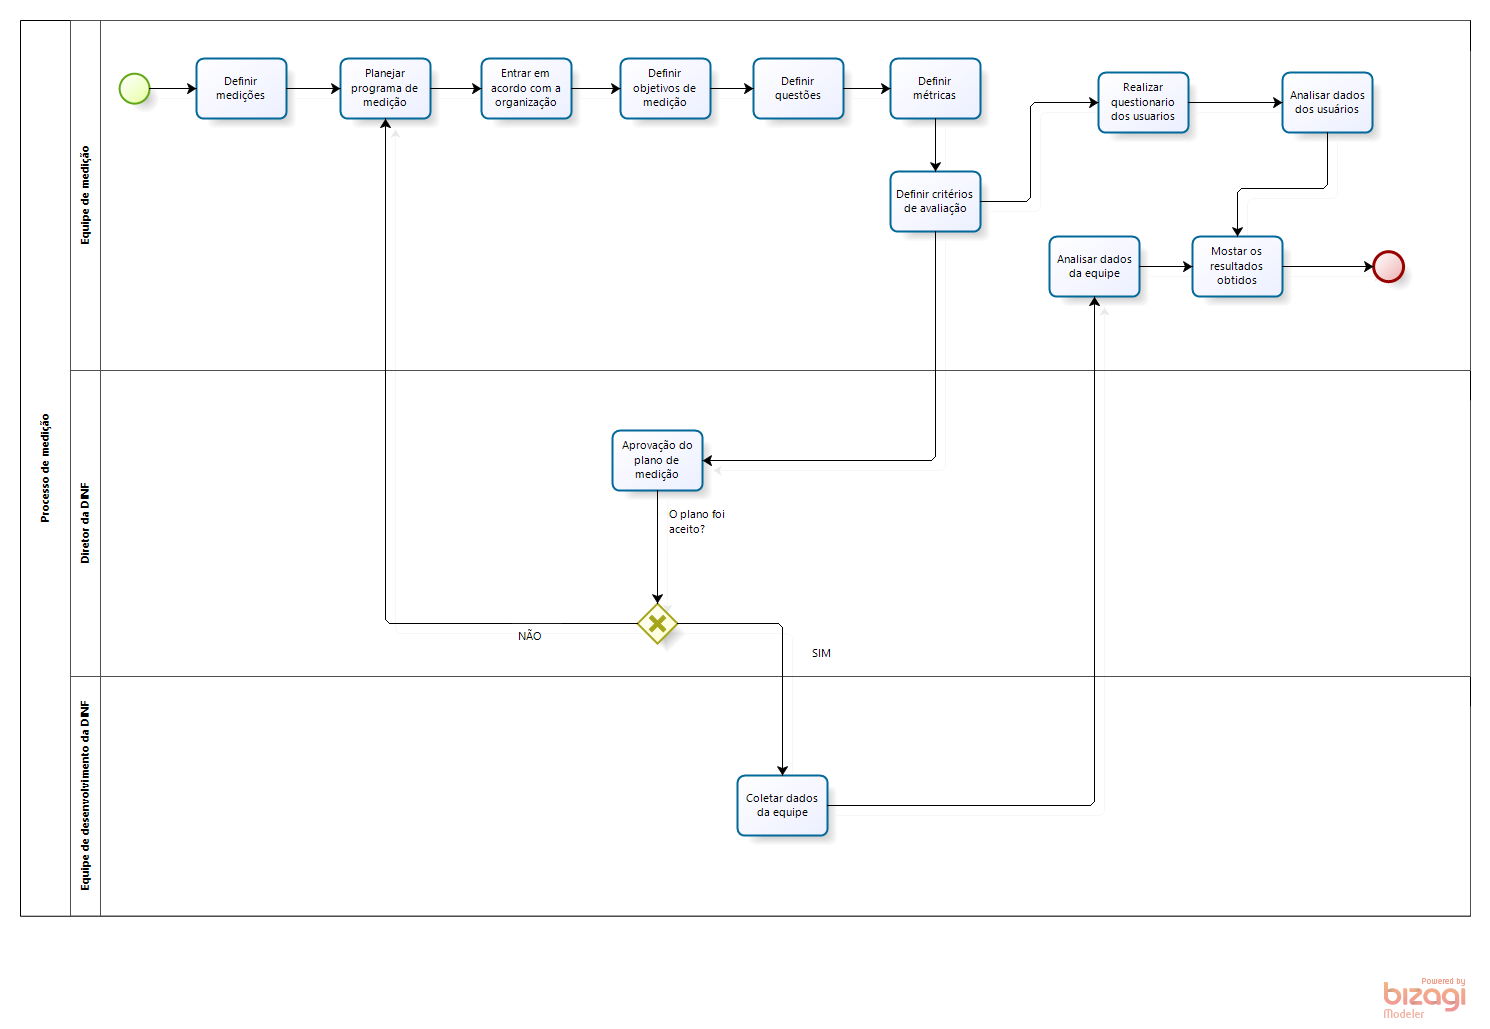 Processo de medição
Equipe de medição
Definir
medições
Planejar
programa de
medição
Entrar em
acordo com a
organização
Definir
objetivos de
medição
Definir
questões
Definir
métricas
Realizar
questionario
dos usuarios
Analisar dados
dos usuários
Definir critérios
de avaliação
Analisar dados
da equipe
Mostar os
resultados
obtidos
Diretor da DINF
Aprovação do
plano de
medição
O plano foi
aceito?
NÃO
SIM
Equipe de desenvolvimento da DINF
Coletar dados
da equipe
Powered by
bizagi
Modeler